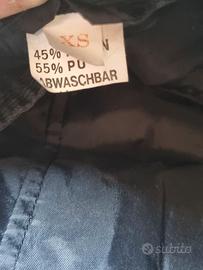 XS
45%
55% PU
ABWASCHBAR
subito